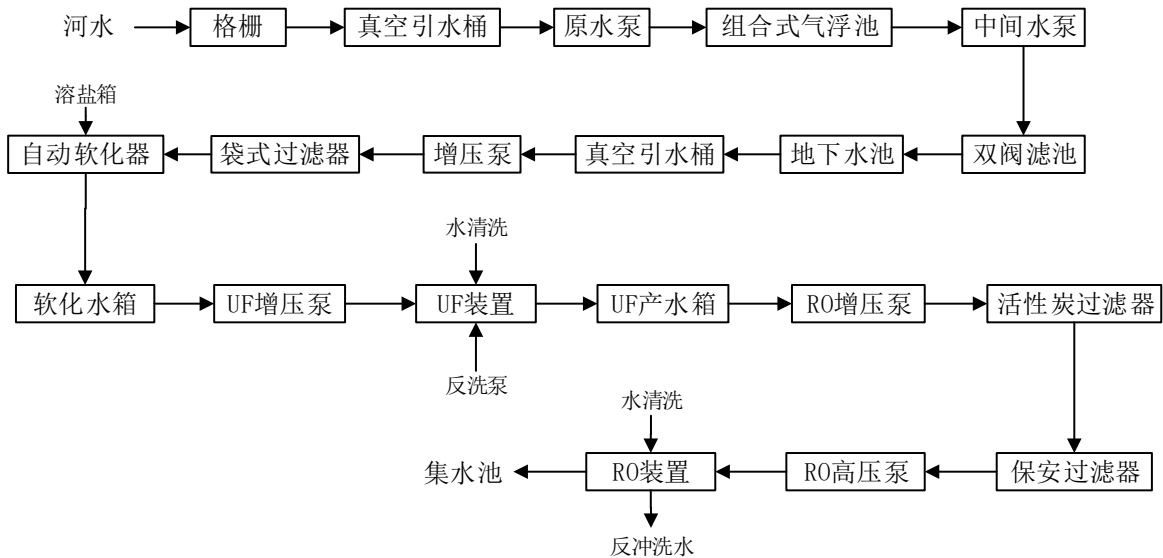 河水
格栅
真空引水桶
原水泵
组合式气浮池
中间水泵
溶盐箱
自动软化器
袋式过滤器
增压泵
真空引水桶
地下水池
双阀滤池
水清洗
软化水箱
UF增压泵
UF装置
UF产水箱
RO增压泵
活性炭过滤器
反洗泵
水清洗
集水池
RO装置
RO高压泵
保安过滤器
反冲洗水